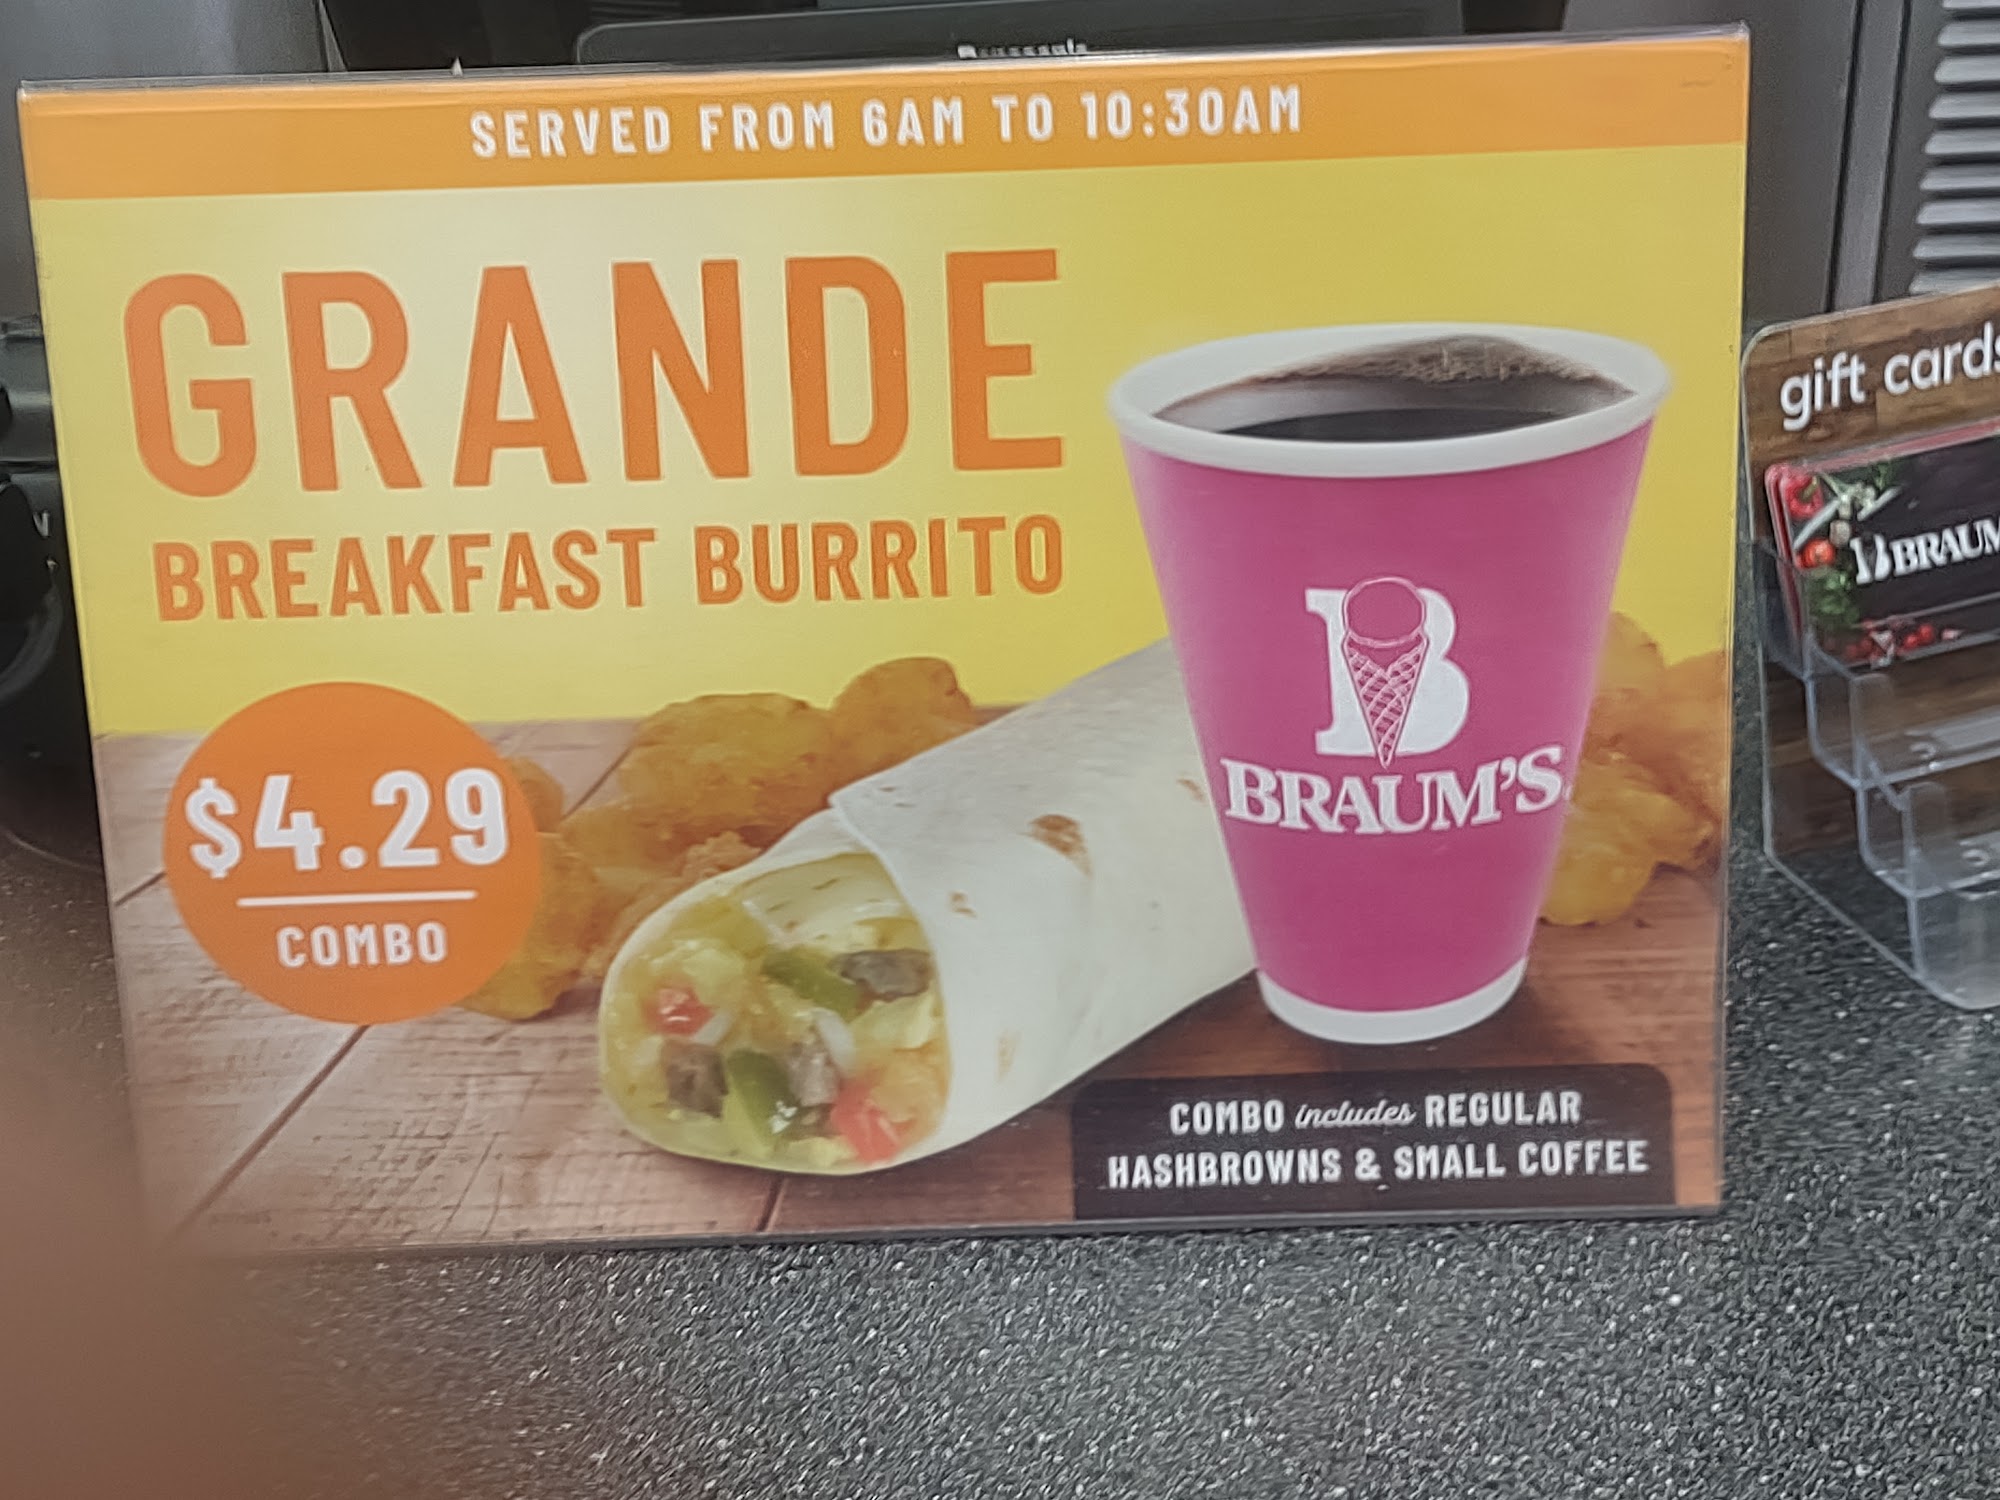 SERVED FROM 6AM TO 10:30AM
GRANDE
BREAKFAST BURRITO
$4.29
COMBO
B
BRAUM'S
COMBO includes REGULAR
HASHBROWNS & SMALL COFFEE
gift cards
B BRAUM